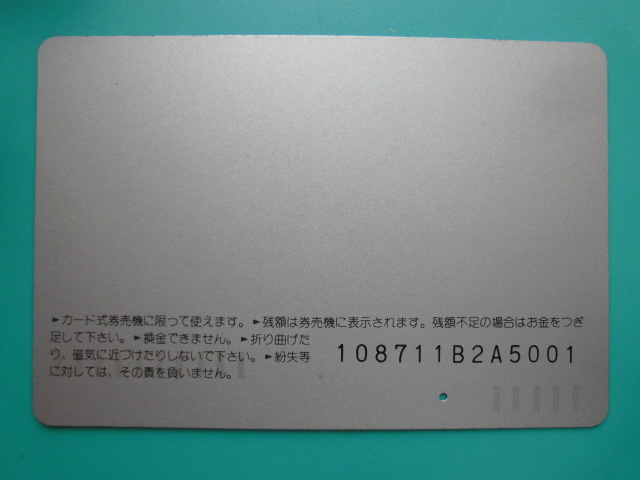 ►カード式券売機に限って使えます。►残額は券売機に表示されます。残額不足の場合はお金をつぎ
足して下さい。►換金できません。►折り曲げた
り、磁気に近づけたりしないで下さい。►紛失等
に対しては、その責を負いません。
108711B2A5001